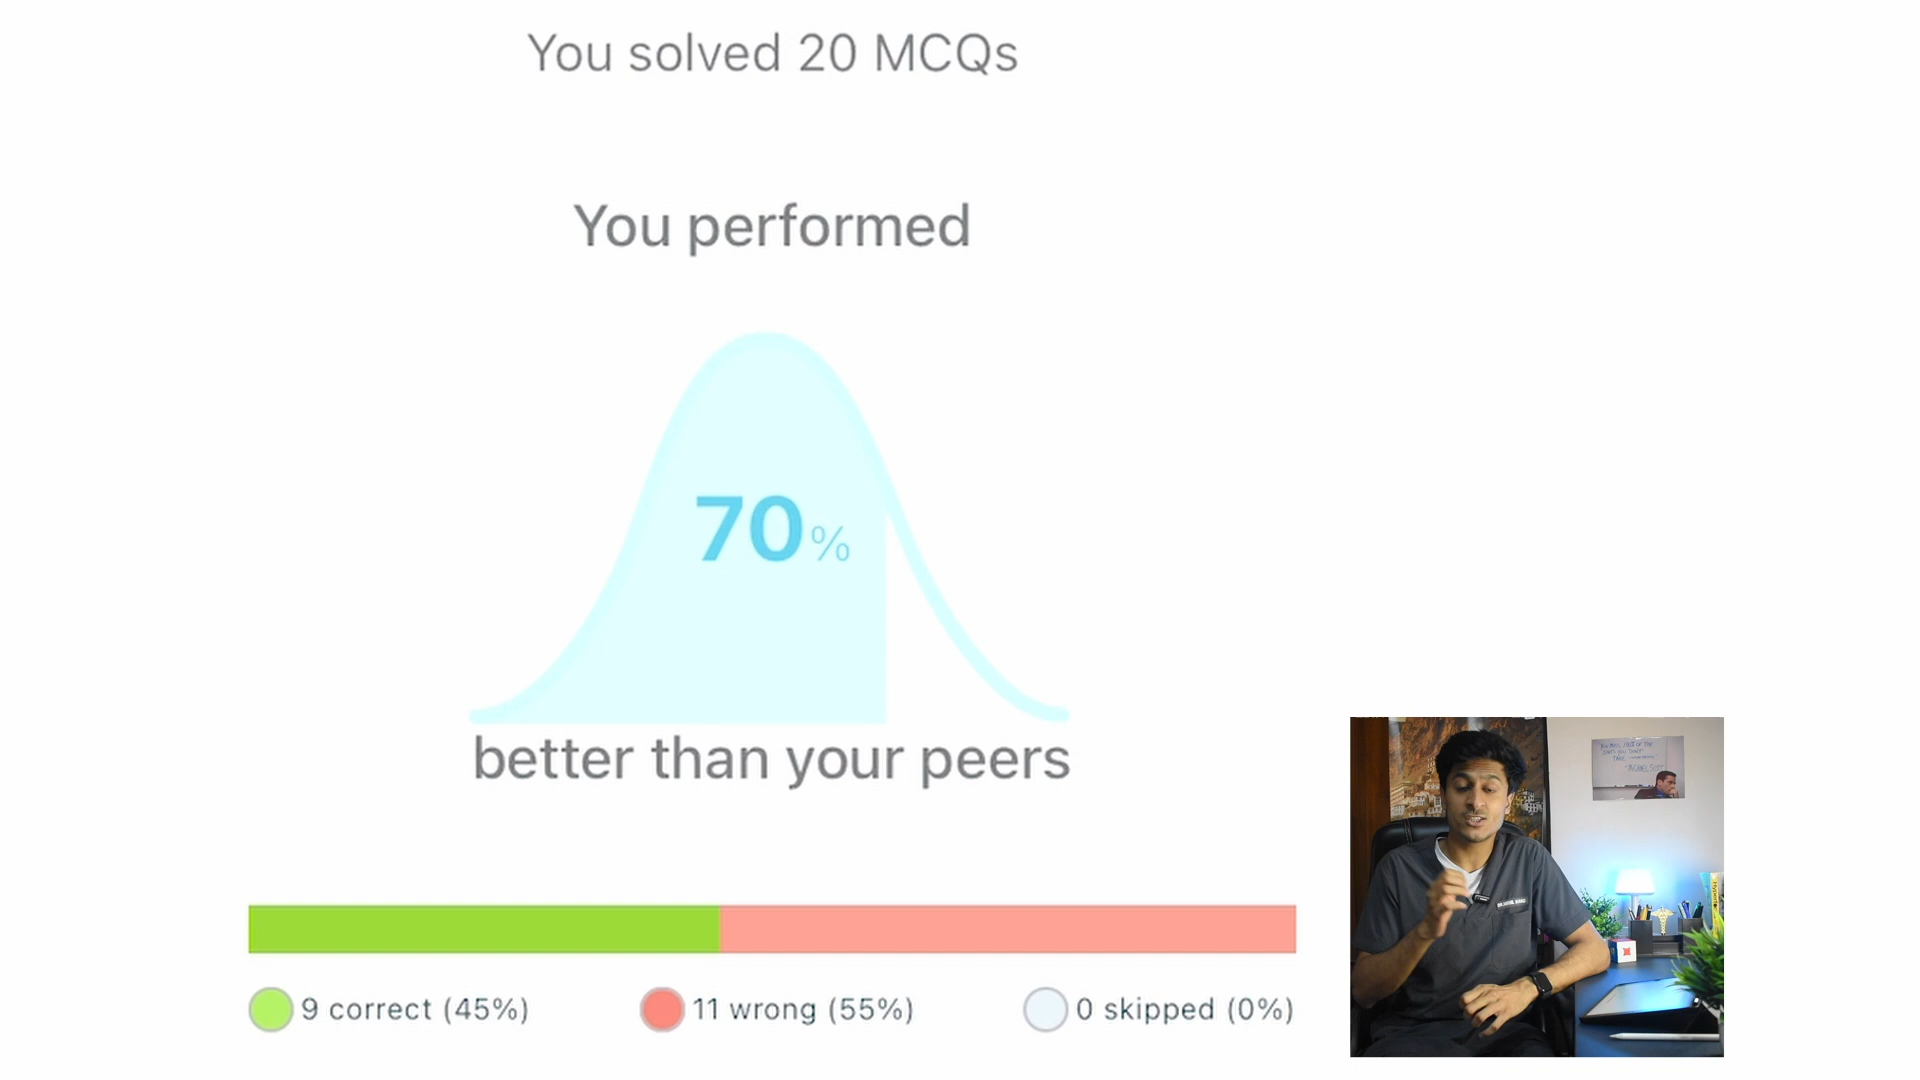 You solved 20 MCQs
You performed
70%
better than your peers
9 correct (45%)
11 wrong (55%)
0 skipped (0%)